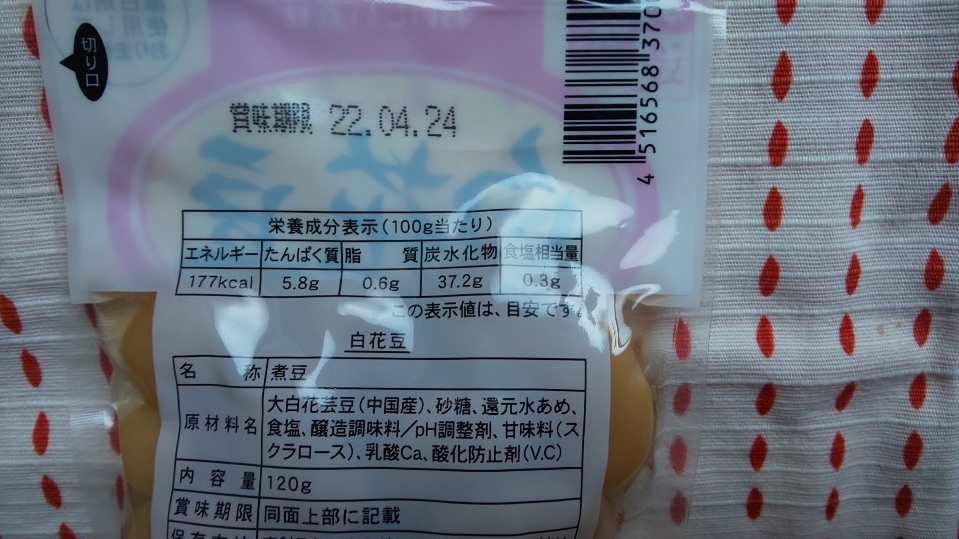 切り口
賞味期限 22.04.24
4 516568 370
栄養成分表示(100g当たり)
エネルギー たんぱく質 脂 質 炭水化物 食塩相当量
177kcal 5.8g 0.6g 37.2g 0.3g
この表示値は、目安です。
白花豆
名 称 煮豆
原材料名 大白花芸豆(中国産)、砂糖、還元水あめ、
食塩、醸造調味料/pH調整剤、甘味料(ス
クラロース)、乳酸Ca、酸化防止剤(V.C)
内 容 量 120g
賞味期限 同面上部に記載